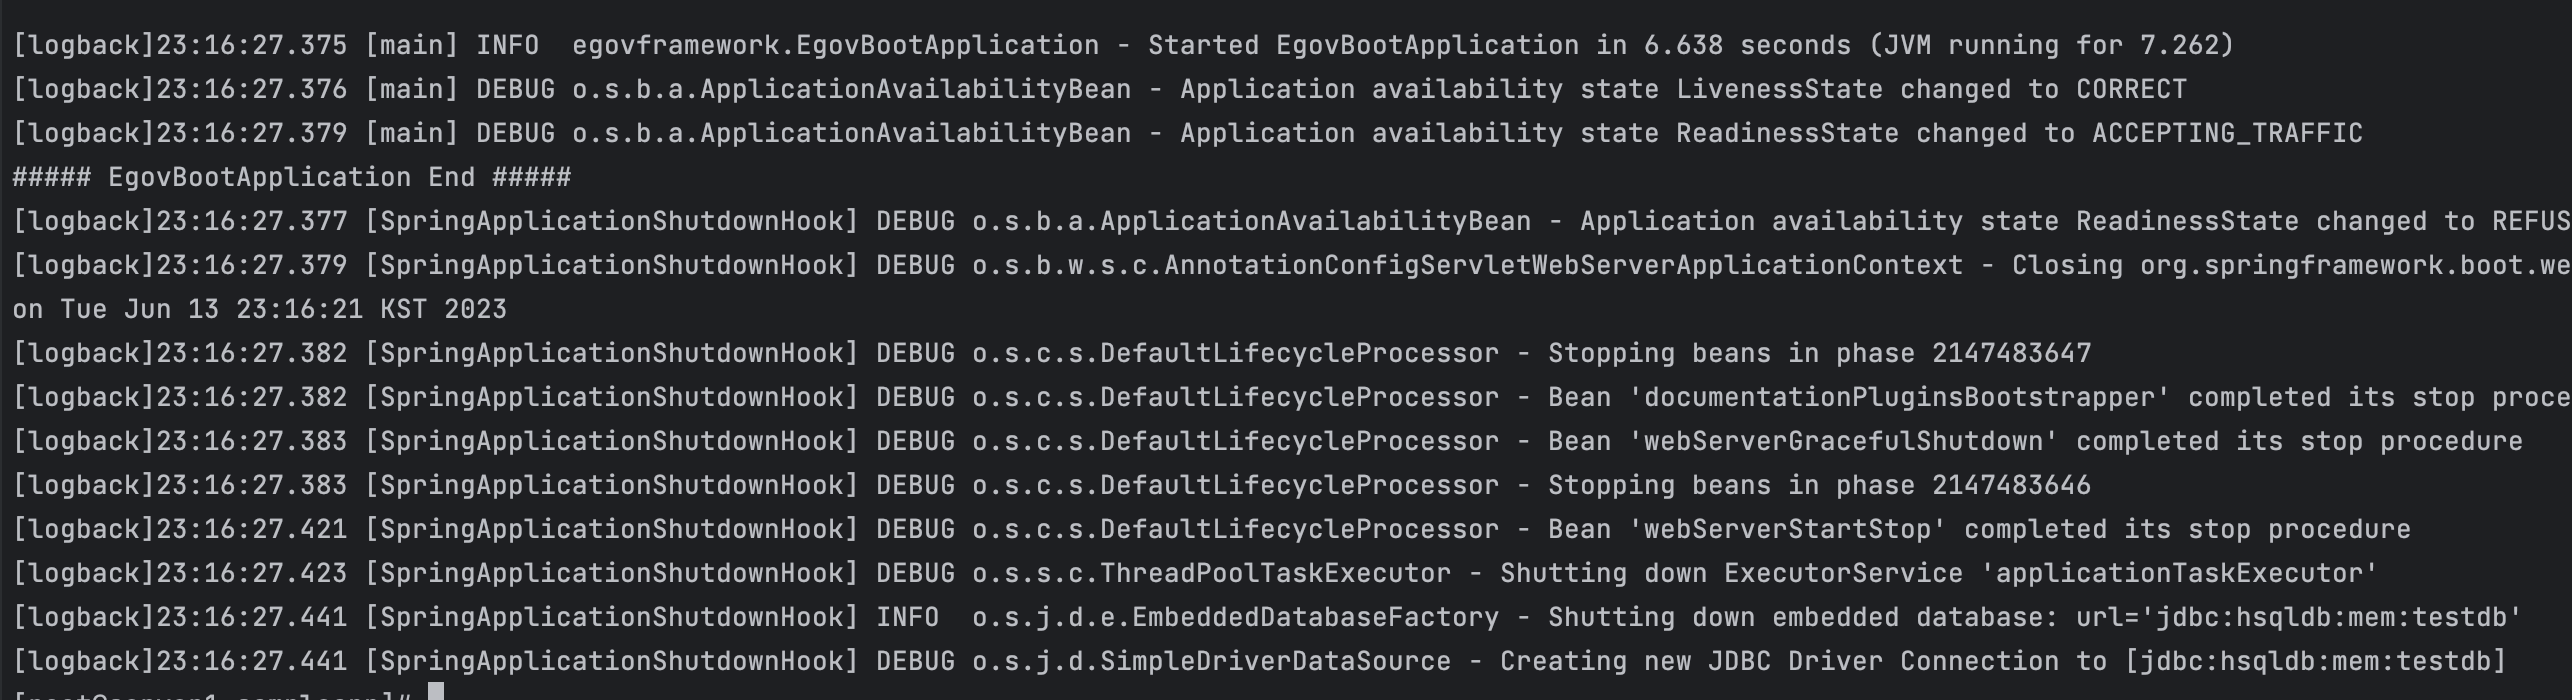 [logback]23:16:27.375 [main] INFO  egovframework.EgovBootApplication - Started EgovBootApplication in 6.638 seconds (JVM running for 7.262)
[logback]23:16:27.376 [main] DEBUG o.s.b.a.ApplicationAvailabilityBean - Application availability state LivenessState changed to CORRECT
[logback]23:16:27.379 [main] DEBUG o.s.b.a.ApplicationAvailabilityBean - Application availability state ReadinessState changed to ACCEPTING_TRAFFIC
##### EgovBootApplication End #####
[logback]23:16:27.377 [SpringApplicationShutdownHook] DEBUG o.s.b.a.ApplicationAvailabilityBean - Application availability state ReadinessState changed to REFUS
[logback]23:16:27.379 [SpringApplicationShutdownHook] DEBUG o.s.b.w.s.c.AnnotationConfigServletWebServerApplicationContext - Closing org.springframework.boot.we
on Tue Jun 13 23:16:21 KST 2023
[logback]23:16:27.382 [SpringApplicationShutdownHook] DEBUG o.s.c.s.DefaultLifecycleProcessor - Stopping beans in phase 2147483647
[logback]23:16:27.382 [SpringApplicationShutdownHook] DEBUG o.s.c.s.DefaultLifecycleProcessor - Bean 'documentationPluginsBootstrapper' completed its stop proce
[logback]23:16:27.383 [SpringApplicationShutdownHook] DEBUG o.s.c.s.DefaultLifecycleProcessor - Bean 'webServerGracefulShutdown' completed its stop procedure
[logback]23:16:27.383 [SpringApplicationShutdownHook] DEBUG o.s.c.s.DefaultLifecycleProcessor - Stopping beans in phase 2147483646
[logback]23:16:27.421 [SpringApplicationShutdownHook] DEBUG o.s.c.s.DefaultLifecycleProcessor - Bean 'webServerStartStop' completed its stop procedure
[logback]23:16:27.423 [SpringApplicationShutdownHook] DEBUG o.s.s.c.ThreadPoolTaskExecutor - Shutting down ExecutorService 'applicationTaskExecutor'
[logback]23:16:27.441 [SpringApplicationShutdownHook] INFO  o.s.j.d.e.EmbeddedDatabaseFactory - Shutting down embedded database: url='jdbc:hsqldb:mem:testdb'
[logback]23:16:27.441 [SpringApplicationShutdownHook] DEBUG o.s.j.d.SimpleDriverDataSource - Creating new JDBC Driver Connection to [jdbc:hsqldb:mem:testdb]